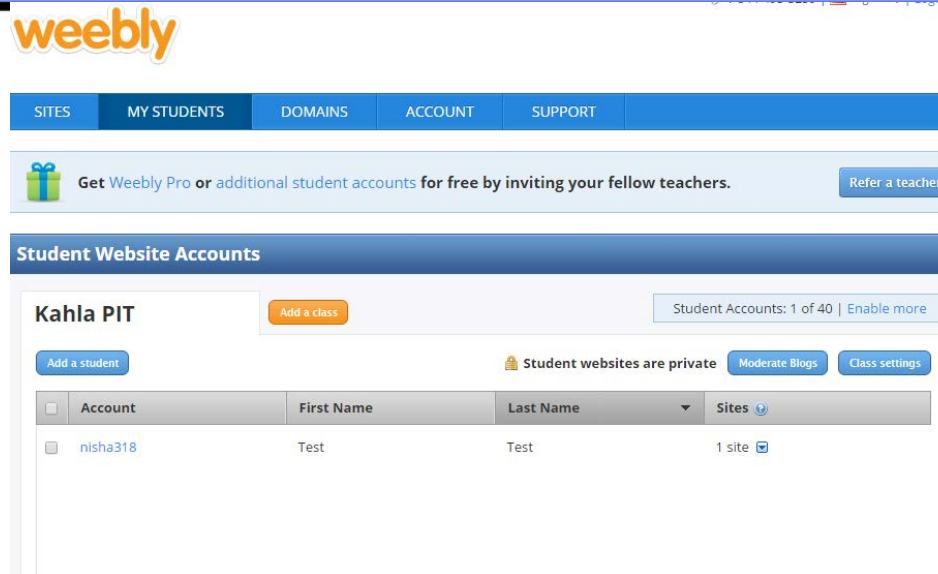 weebly
SITES MY STUDENTS DOMAINS ACCOUNT SUPPORT
Get Weebly Pro or additional student accounts for free by inviting your fellow teachers. Refer a teacher
Student Website Accounts
Kahla PIT Add a class Student Accounts: 1 of 40 | Enable more
Add a student Student websites are private Moderate Blogs Class settings
Account First Name Last Name Sites
nisha318 Test Test 1 site